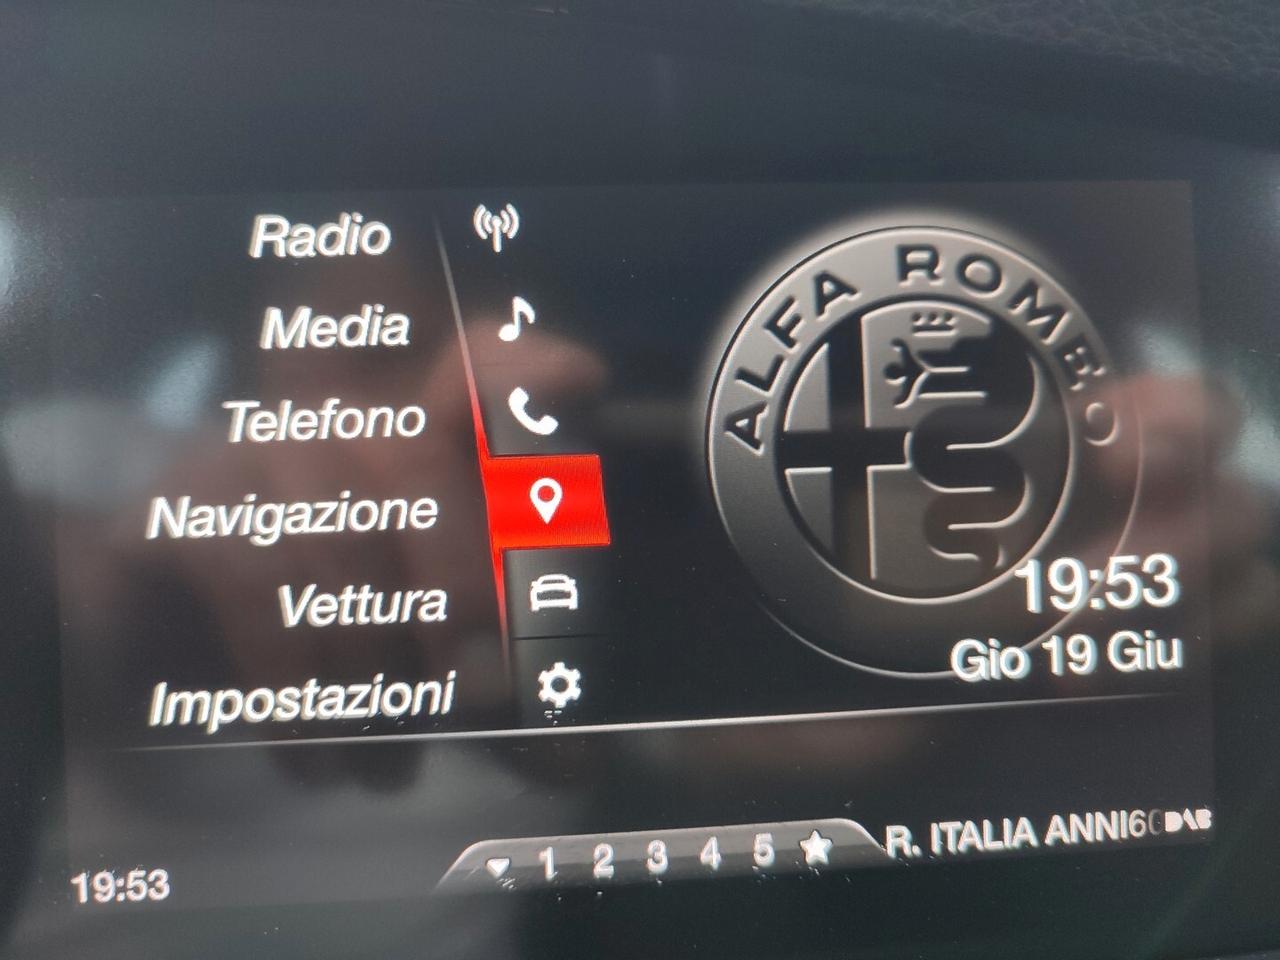 Radio
Media
Telefono
Navigazione
Vettura
Impostazioni
ALFA ROMEO
19:53
Gio 19 Giu
19:53
1 2 3 4 5
R. ITALIA ANNI60 DAB